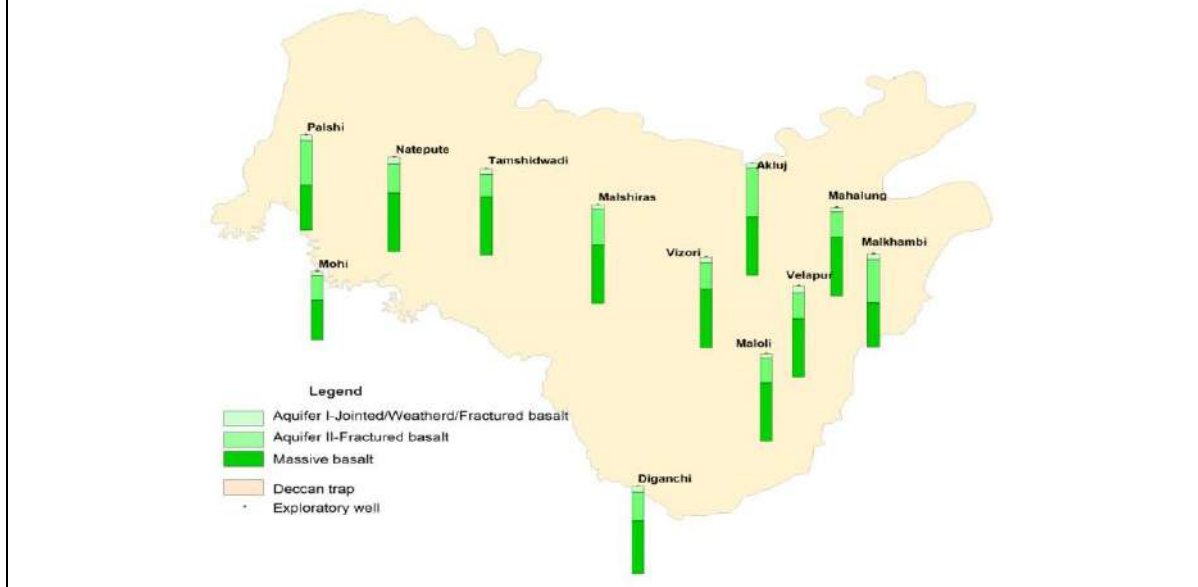 Palshi
Natepute
Tamshidwadi
Akluj
Malshiras
Mahalung
Malkhambi
Vizori
Mohi
Velapur
Maloli
Legend
Aquifer I-Jointed/Weatherd/Fractured basalt
Aquifer II-Fractured basalt
Massive basalt
Diganchi
Deccan trap
Exploratory well